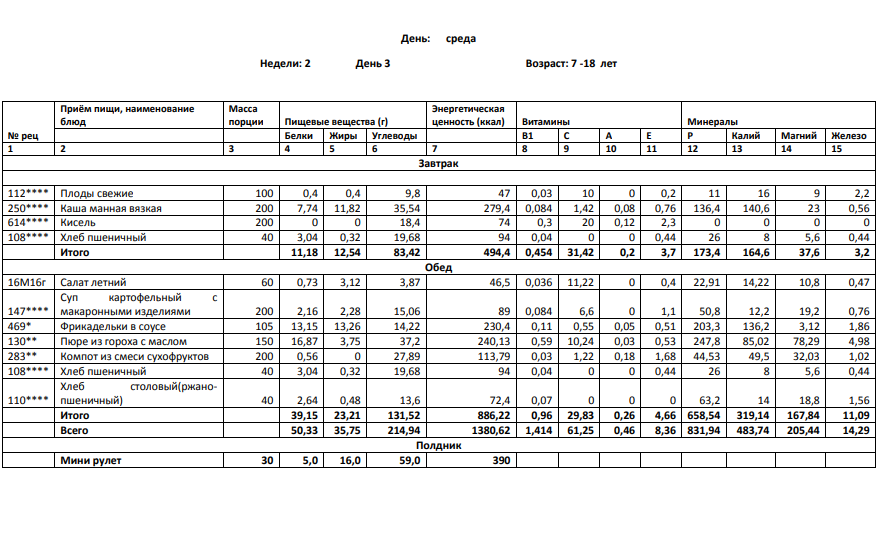 День: среда
Недели: 2 День 3 Возраст: 7 -18 лет
Приём пищи, наименование Масса Энергетическая
блюд порции Пищевые вещества (г) ценность (ккал) Витамины Минералы
№ рец Белки Жиры Углеводы В1 С А Е Р Калий Магний Железо
1 2 3 4 5 6 7 8 9 10 11 12 13 14 15
Завтрак
112**** Плоды свежие 100 0,4 0,4 9,8 47 0,03 10 0 0,2 11 16 9 2,2
250**** Каша манная вязкая 200 7,74 11,82 35,54 279,4 0,084 1,42 0,08 0,76 136,4 140,6 23 0,56
614**** Кисель 200 0 0 18,4 74 0,3 20 0,12 2,3 0 0 0 0
108**** Хлеб пшеничный 40 3,04 0,32 19,68 94 0,04 0 0 0,44 26 8 5,6 0,44
Итого 11,18 12,54 83,42 494,4 0,454 31,42 0,2 3,7 173,4 164,6 37,6 3,2
Обед
16М16г Салат летний 60 0,73 3,12 3,87 46,5 0,036 11,22 0 0,4 22,91 14,22 10,8 0,47
Суп картофельный с
147**** макаронными изделиями 200 2,16 2,28 15,06 89 0,084 6,6 0 1,1 50,8 12,2 19,2 0,76
469* Фрикадельки в соусе 105 13,15 13,26 14,22 230,4 0,11 0,55 0,05 0,51 203,3 136,2 3,12 1,86
130** Пюре из гороха с маслом 150 16,87 3,75 37,2 240,13 0,59 10,24 0,03 0,53 247,8 85,02 78,29 4,98
283** Компот из смеси сухофруктов 200 0,56 0 27,89 113,79 0,03 1,22 0,18 1,68 44,53 49,5 32,03 1,02
108**** Хлеб пшеничный 40 3,04 0,32 19,68 94 0,04 0 0 0,44 26 8 5,6 0,44
Хлеб столовый(ржано-
110**** пшеничный) 40 2,64 0,48 13,6 72,4 0,07 0 0 63,2 14 18,8 1,56
Итого 39,15 23,21 131,52 886,22 0,96 29,83 0,26 4,66 658,54 319,14 167,84 11,09
Всего 50,33 35,75 214,94 1380,62 1,414 61,25 0,46 8,36 831,94 483,74 205,44 14,29
Полдник
Мини рулет 30 5,0 16,0 59,0 390